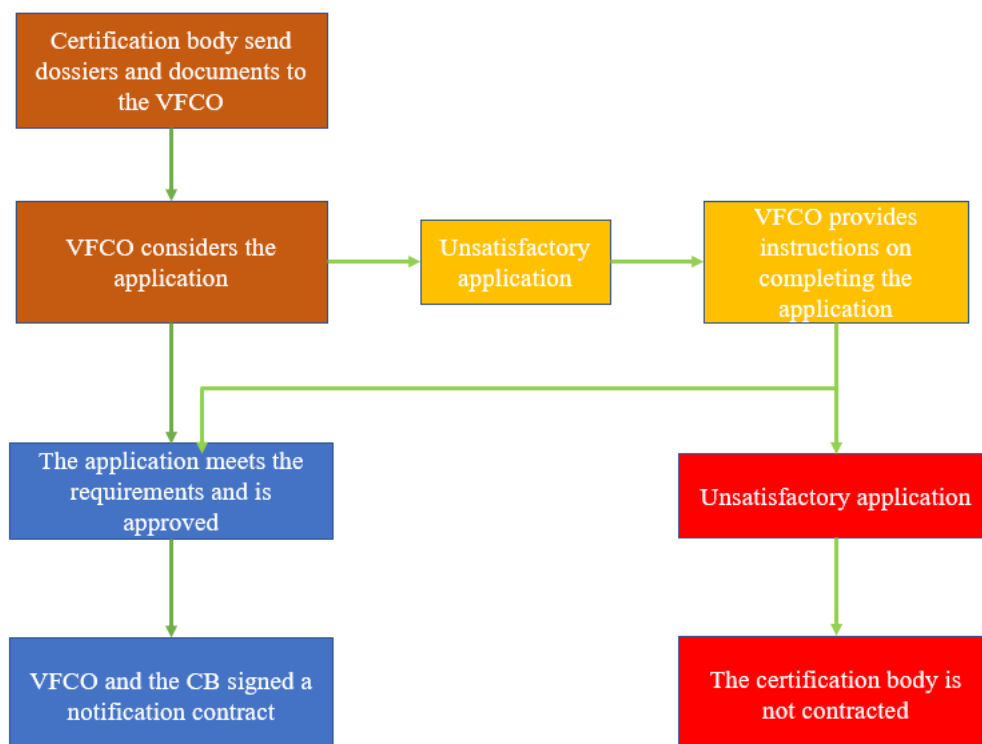 Certification body send
dossiers and documents to
the VFCO
VFCO considers the
application
Unsatisfactory
application
VFCO provides
instructions on
completing the
application
The application meets the
requirements and is
approved
Unsatisfactory application
VFCO and the CB signed a
notification contract
The certification body is
not contracted